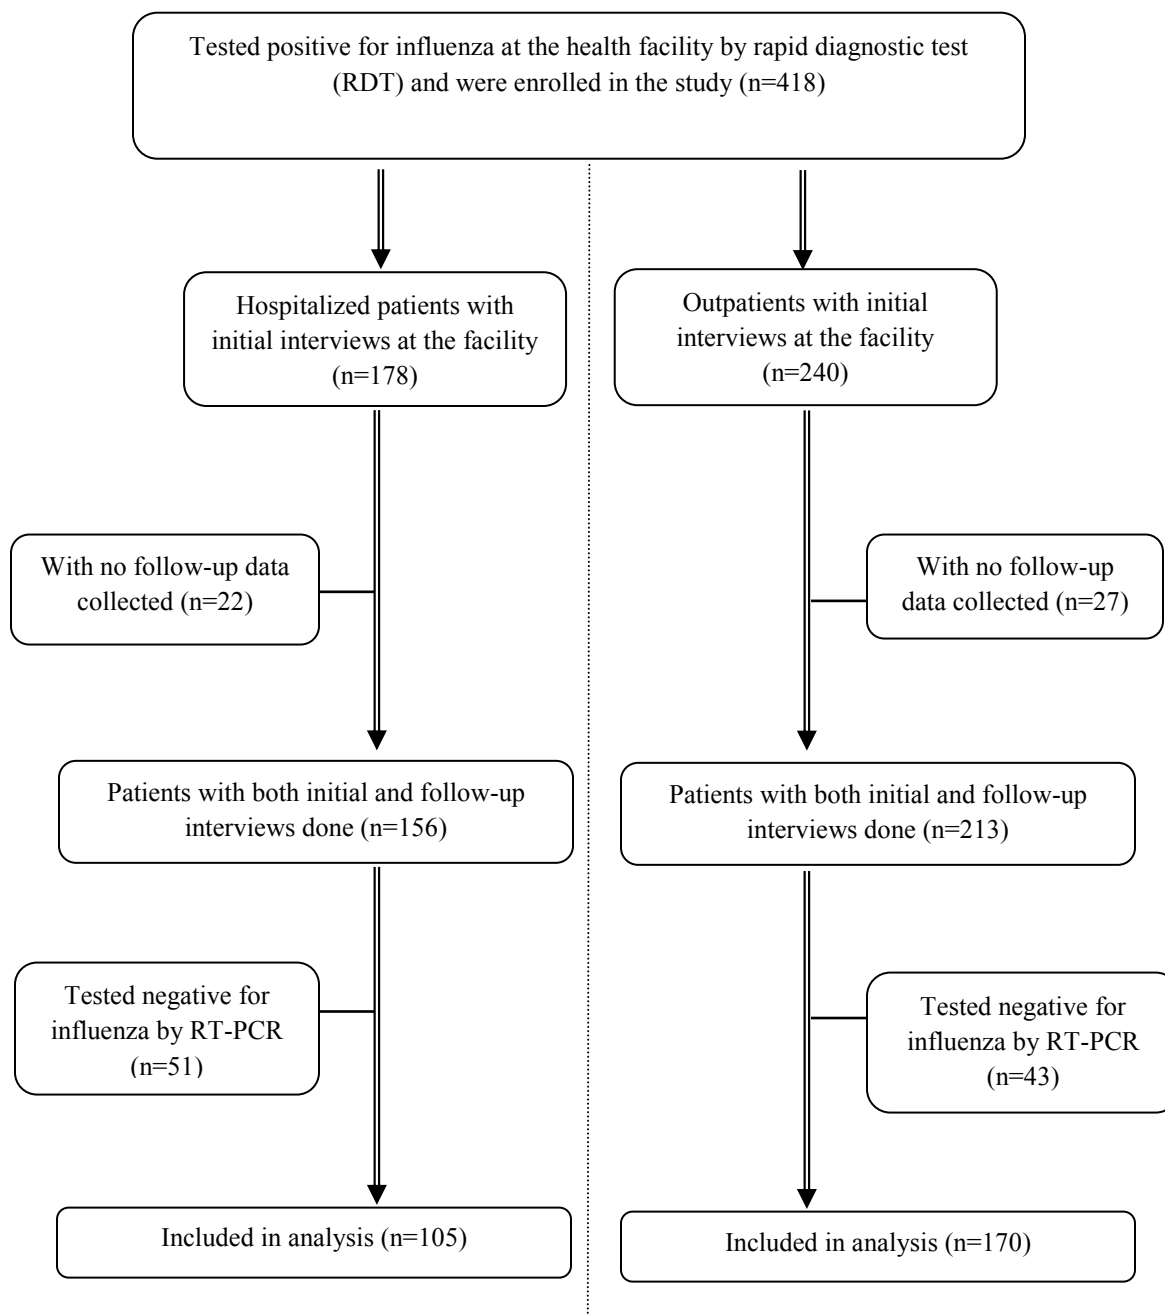 Tested positive for influenza at the health facility by rapid diagnostic test
(RDT) and were enrolled in the study (n=418)
Hospitalized patients with
initial interviews at the facility
(n=178)
Outpatients with initial
interviews at the facility
(n=240)
With no follow-up data
collected (n=22)
With no follow-up
data collected (n=27)
Patients with both initial and follow-up
interviews done (n=156)
Patients with both initial and follow-up
interviews done (n=213)
Tested negative for
influenza by RT-PCR
(n=51)
Tested negative for
influenza by RT-PCR
(n=43)
Included in analysis (n=105)
Included in analysis (n=170)